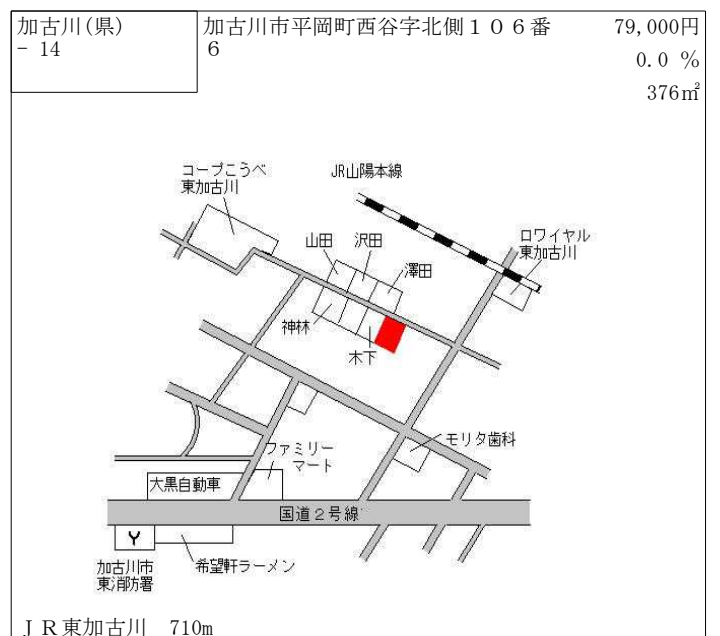 加古川(県)
- 14
加古川市平岡町西谷字北側１０６番
６
79,000円
0.0 %
376㎡
コープこうべ
東加古川
JR山陽本線
ロワイヤル
東加古川
山田
沢田
澤田
神林
木下
モリタ歯科
ファミリー
マート
大黒自動車
国道２号線
Y
加古川市
東消防署
希望軒ラーメン
ＪＲ東加古川　710m